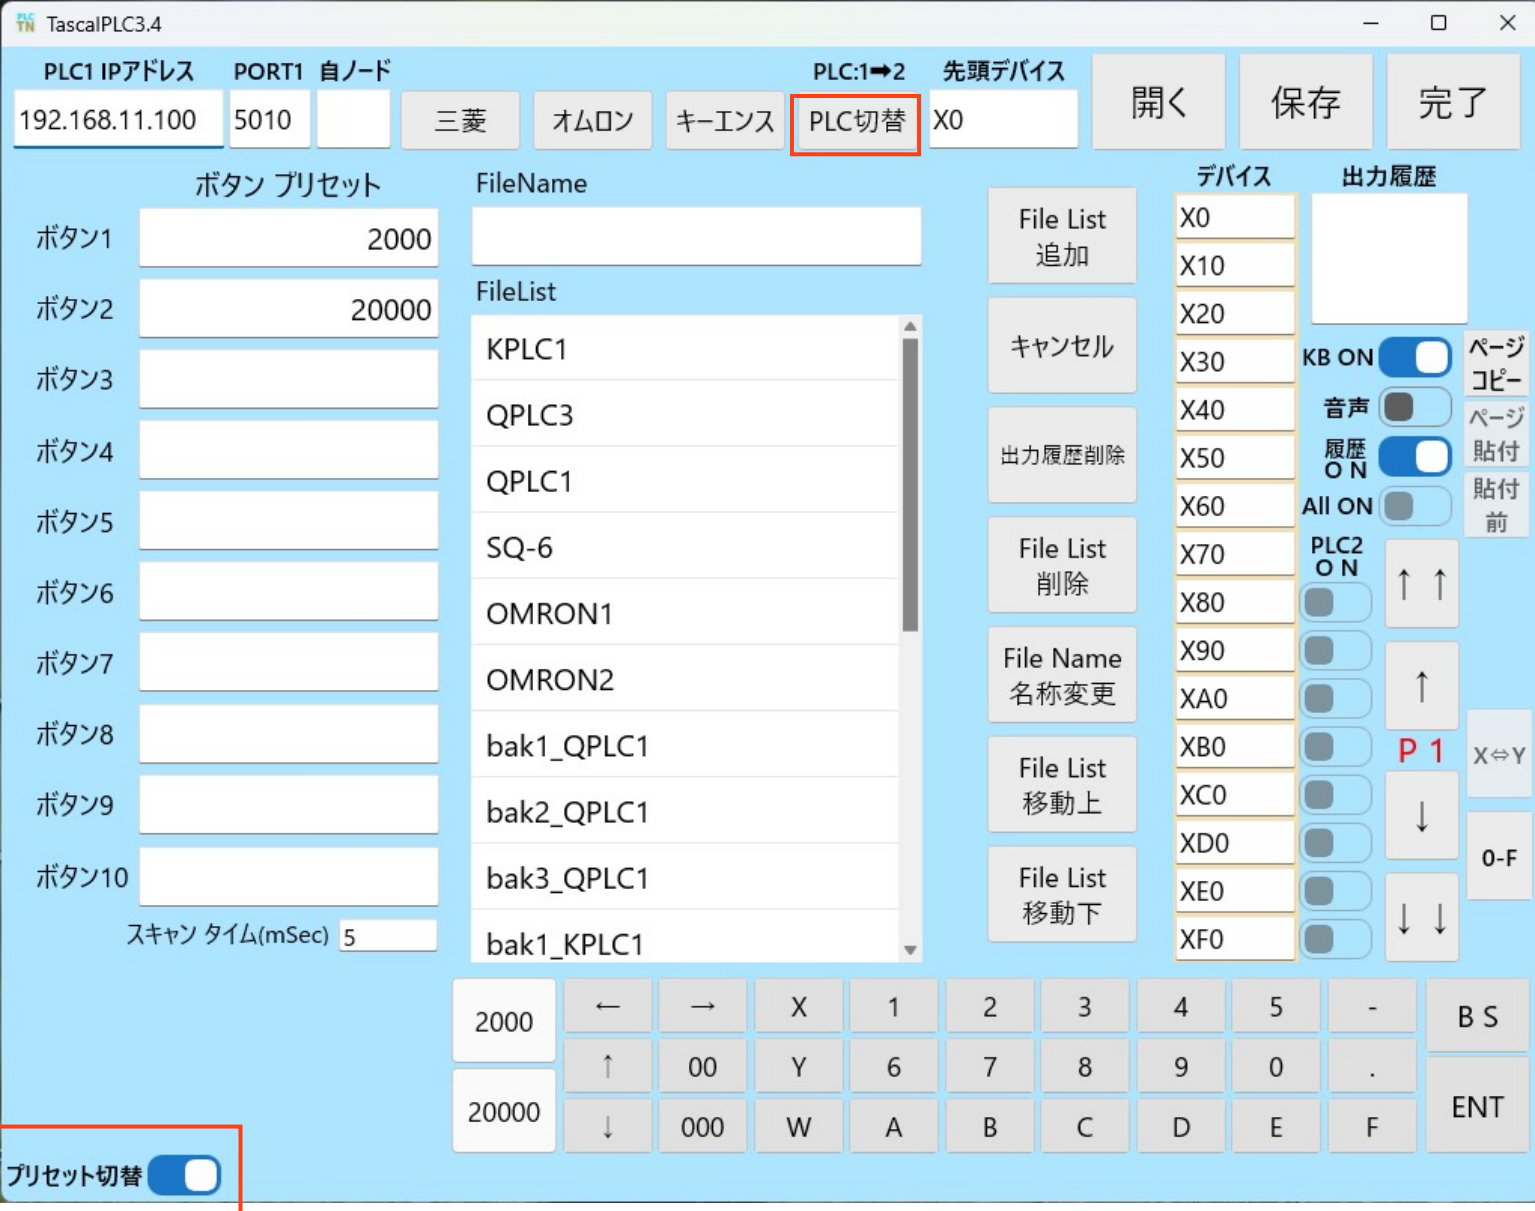 TascalPLC3.4
PLC1 IPアドレス PORT1 自ノード PLC:1➡2 先頭デバイス
192.168.11.100 5010 三菱 オムロン キーエンス PLC切替 X0 開く 保存 完了
ボタン プリセット
ボタン1 2000
ボタン2 20000
ボタン3
ボタン4
ボタン5
ボタン6
ボタン7
ボタン8
ボタン9
ボタン10
スキャン タイム(mSec) 5
FileName
FileList
KPLC1
QPLC3
QPLC1
SQ-6
OMRON1
OMRON2
bak1_QPLC1
bak2_QPLC1
bak3_QPLC1
bak1_KPLC1
File List
追加
キャンセル
出力履歴削除
File List
削除
File Name
名称変更
File List
移動上
File List
移動下
デバイス
X0
X10
X20
X30
X40
X50
X60
X70
X80
X90
XA0
XB0
XC0
XD0
XE0
XF0
出力履歴
KB ON
音声
履歴
ON
All ON
PLC2
ON
ページ
コピー
ページ
貼付
貼付
前
↑ ↑
↑
P 1
↓
↓ ↓
X⇔Y
0-F
2000 ← → X 1 2 3 4 5 - BS
↑ 00 Y 6 7 8 9 0 .
20000 ↓ 000 W A B C D E F ENT
プリセット切替